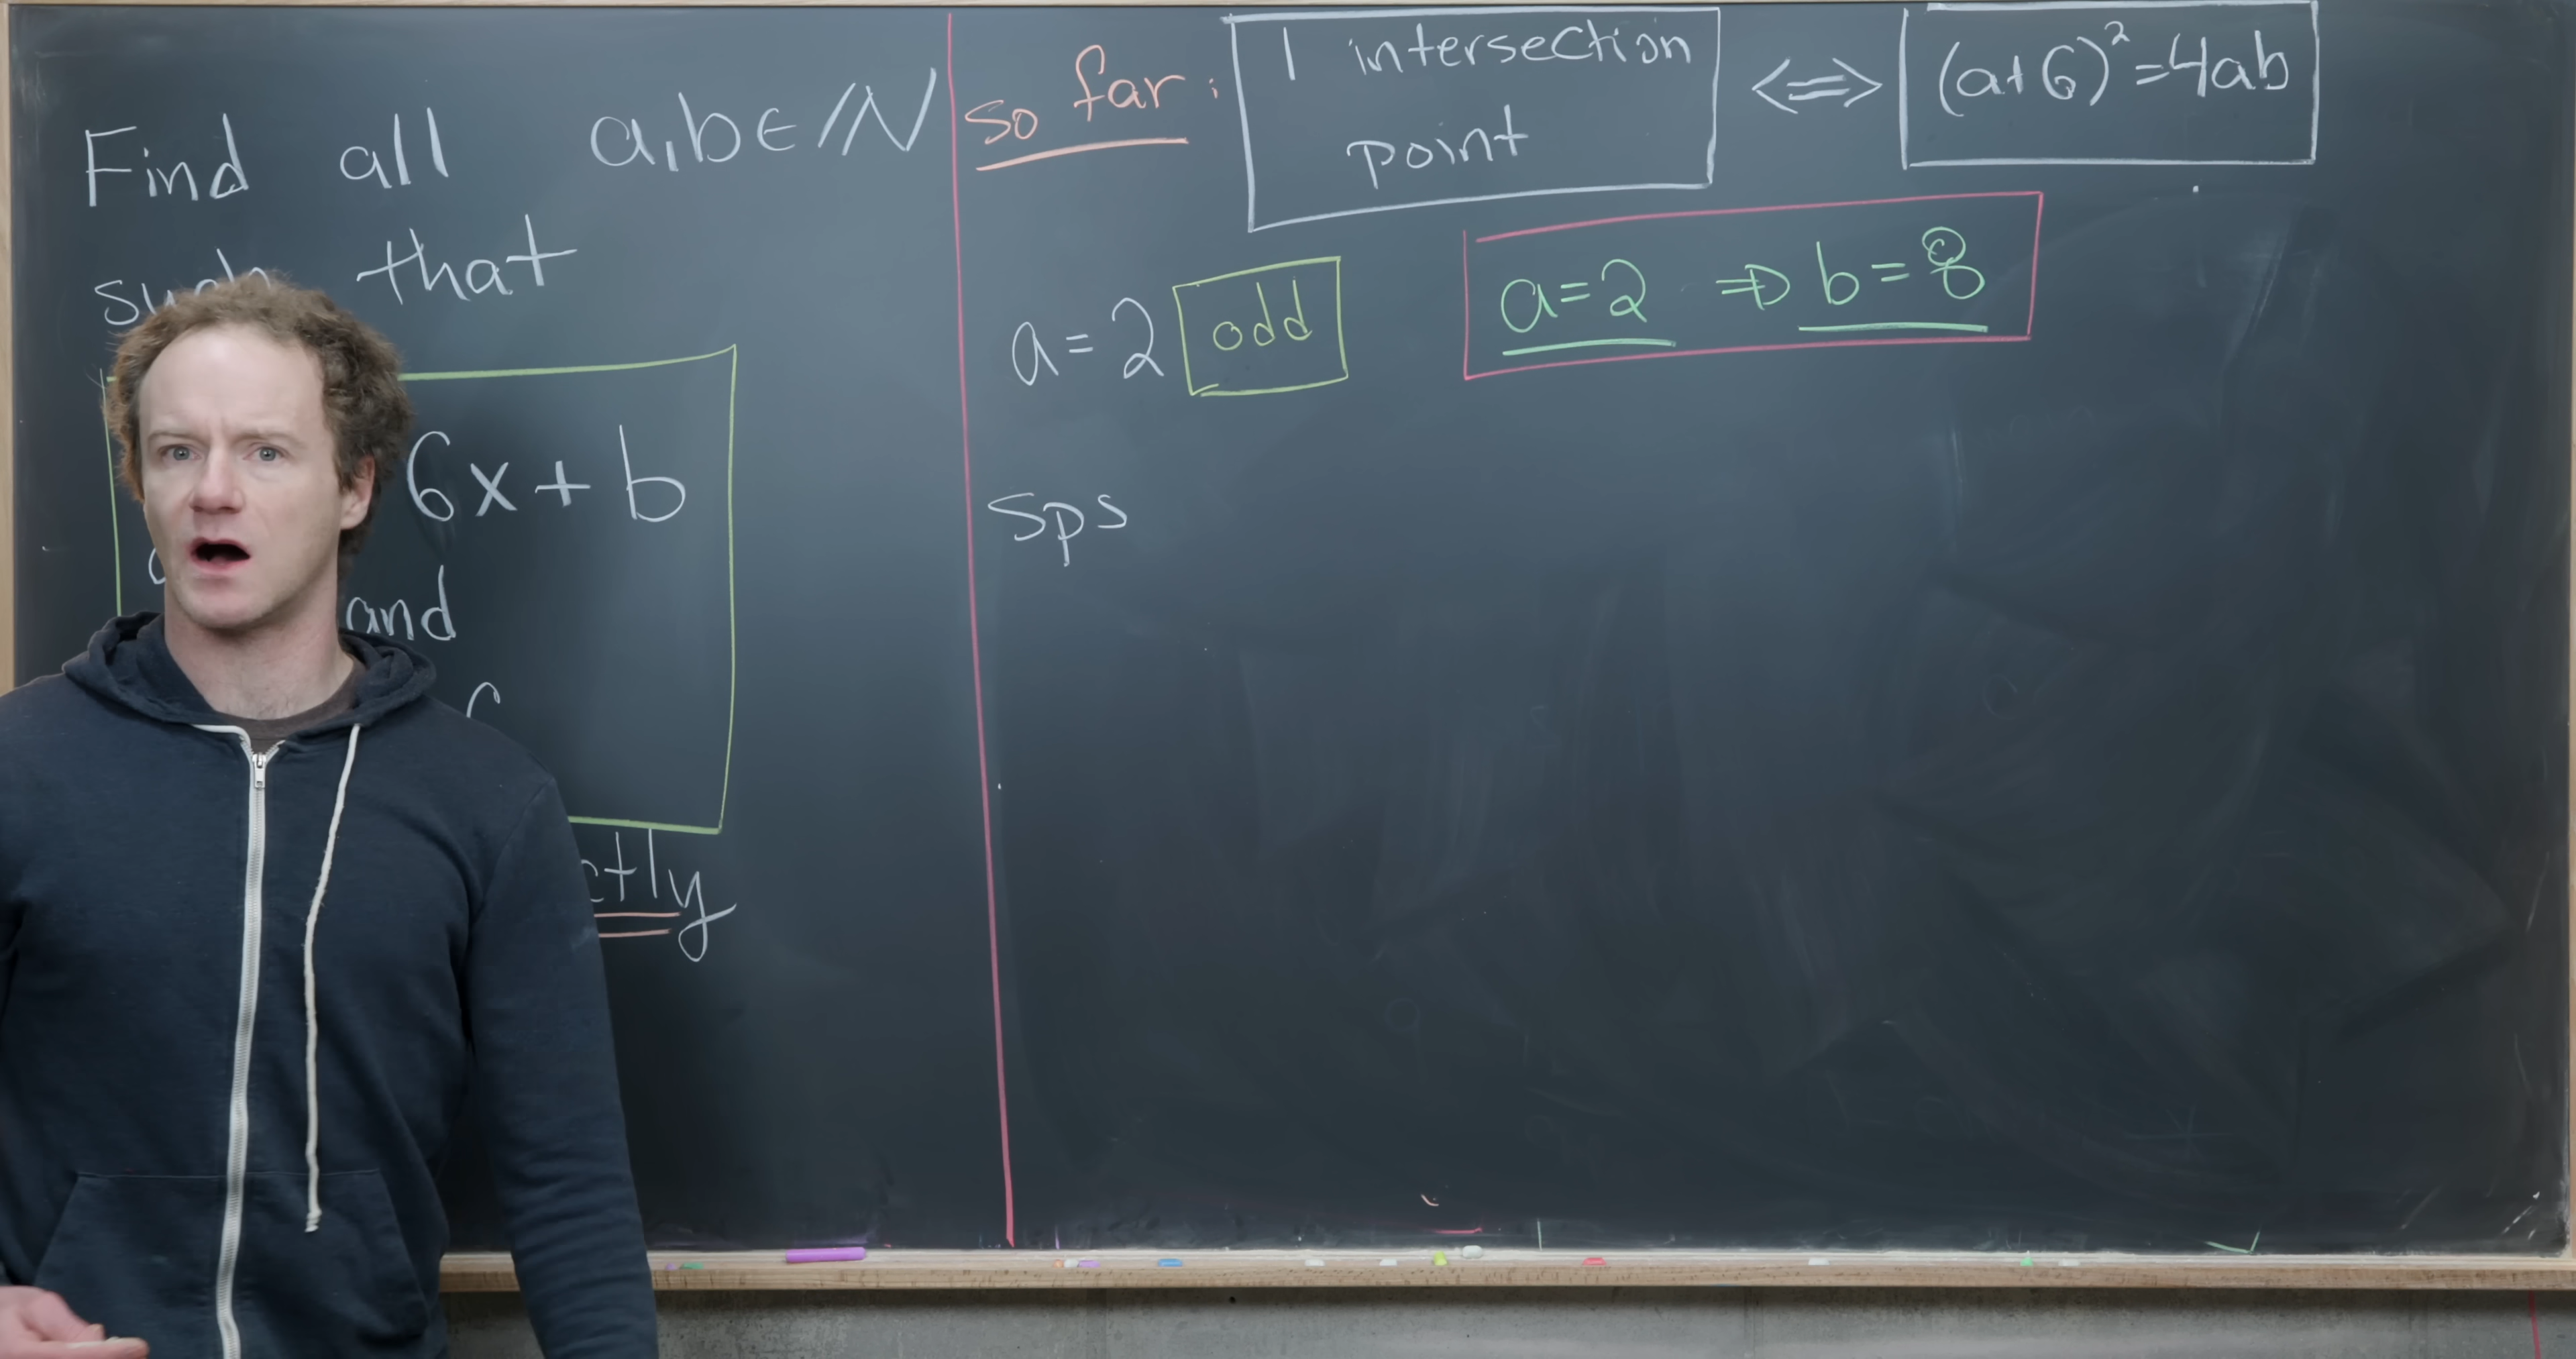 Find all a,b∈ℕ
such that
6x + b
and
ctly
so far:
1 intersection
point
<=>
(a+6)²=4ab
a=2 odd
a=2 ⇒ b=8
Sps